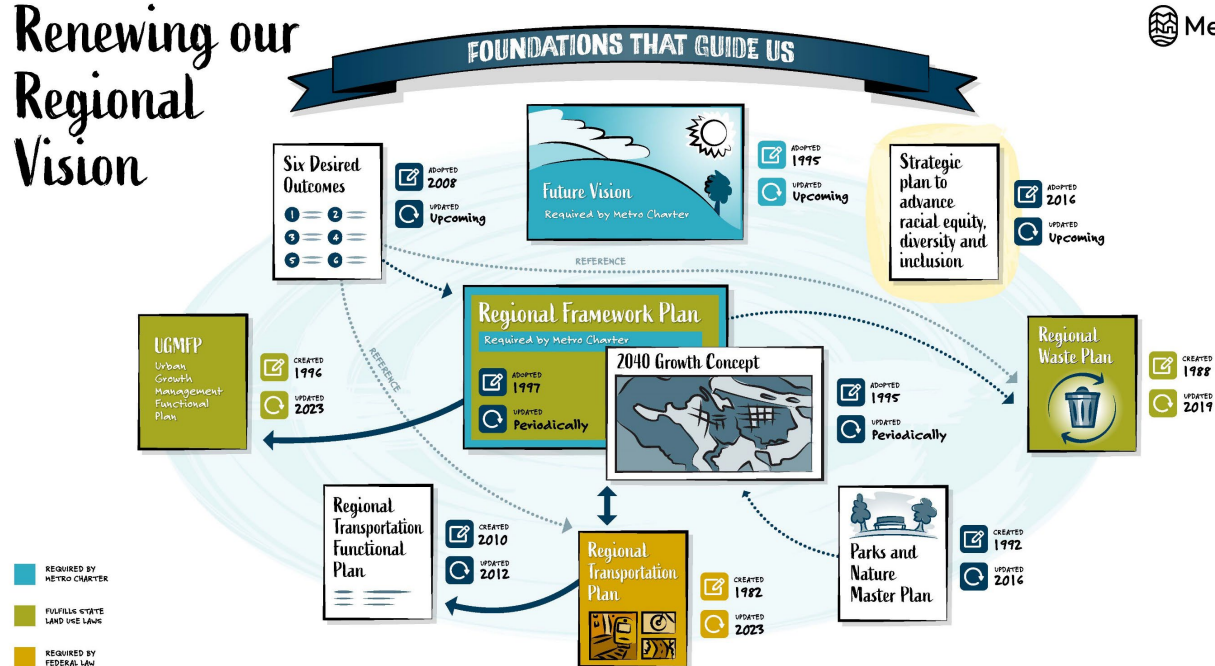 Renewing our
Regional
Vision
FOUNDATIONS THAT GUIDE US
Six Desired
Outcomes
1 2
3 4
5 6
ADOPTED
2008
UPDATED
Upcoming
Future Vision
Required by Metro Charter
ADOPTED
1995
UPDATED
Upcoming
Strategic
plan to
advance
racial equity,
diversity and
inclusion
ADOPTED
2016
UPDATED
Upcoming
REFERENCE
REFERENCE
UGMFP
Urban
Growth
Management
Functional
Plan
CREATED
1996
UPDATED
2023
Regional Framework Plan
Required by Metro Charter
ADOPTED
1997
UPDATED
Periodically
2040 Growth Concept
ADOPTED
1995
UPDATED
Periodically
Regional
Waste Plan
CREATED
1988
UPDATED
2019
Regional
Transportation
Functional
Plan
CREATED
2010
UPDATED
2012
Regional
Transportation
Plan
CREATED
1982
UPDATED
2023
Parks and
Nature
Master Plan
CREATED
1992
UPDATED
2016
REQUIRED BY
METRO CHARTER
FULFILLS STATE
LAND USE LAWS
REQUIRED BY
FEDERAL LAW